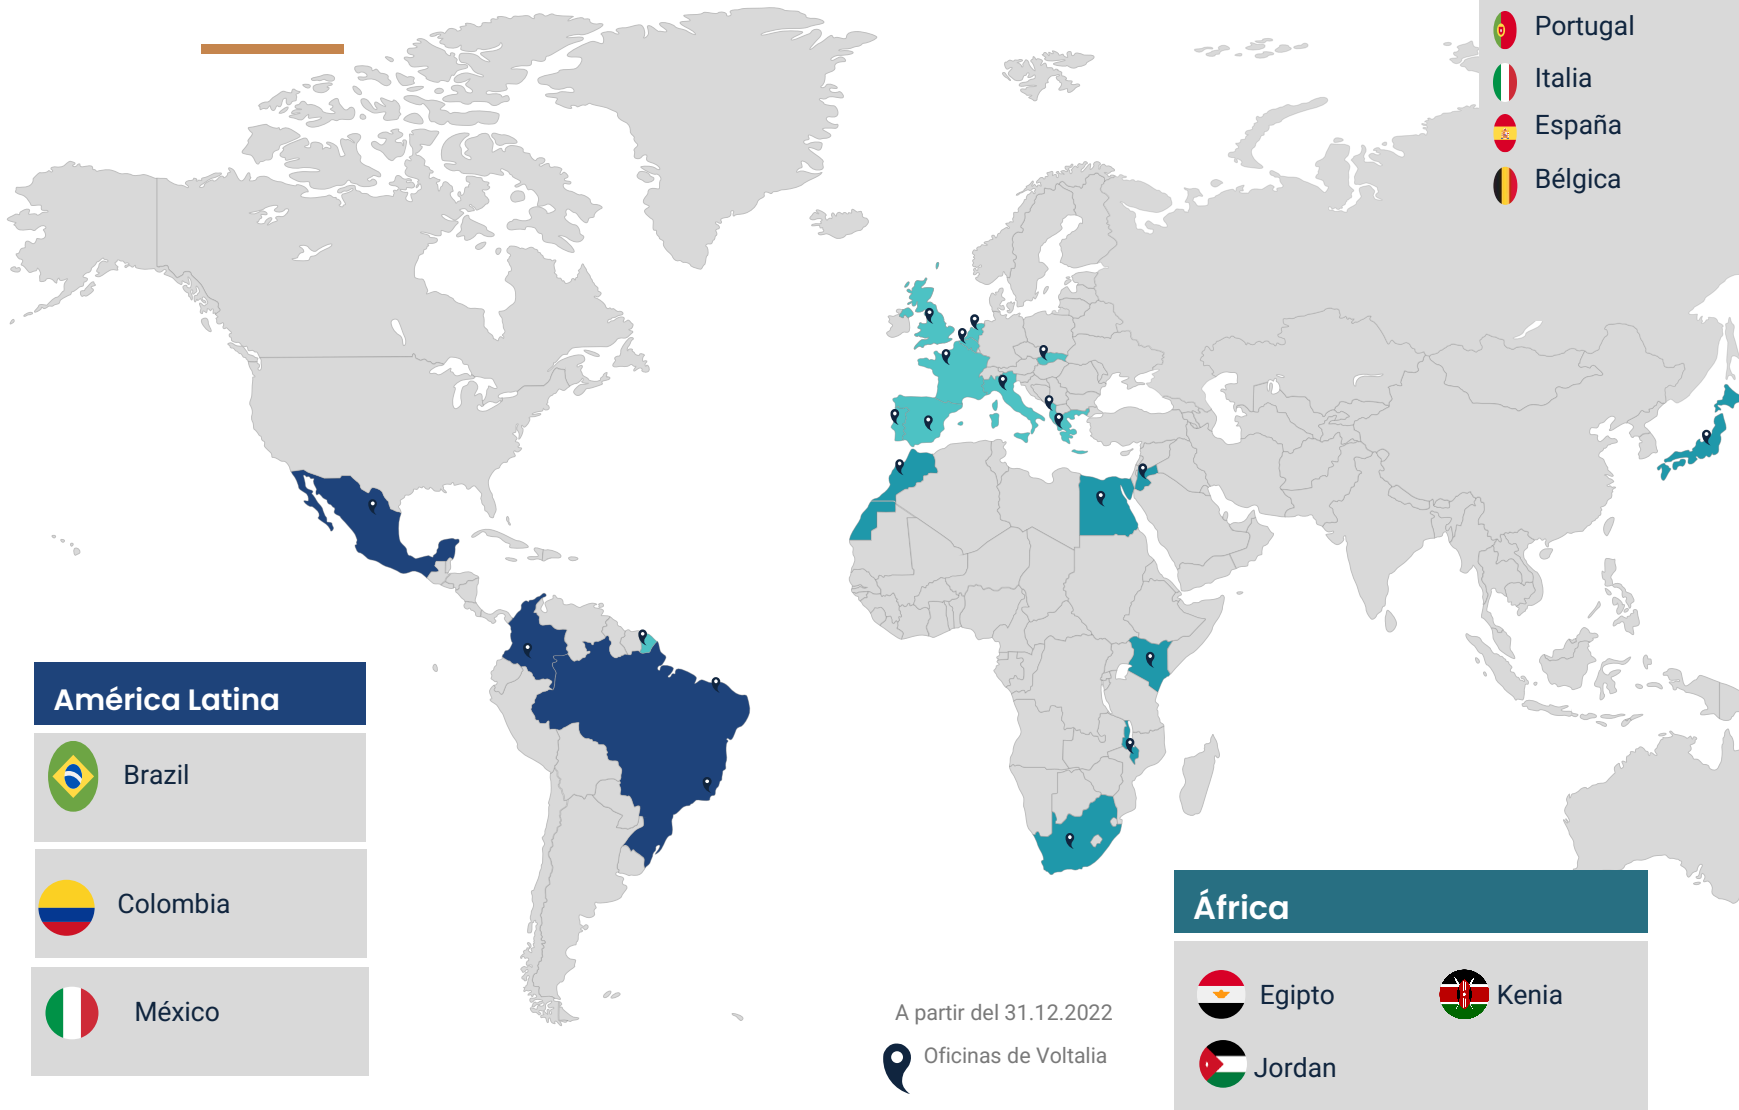 Portugal
Italia
España
Bélgica
América Latina
Brazil
Colombia
México
África
Egipto
Kenia
Jordan
A partir del 31.12.2022
Oficinas de Voltalia